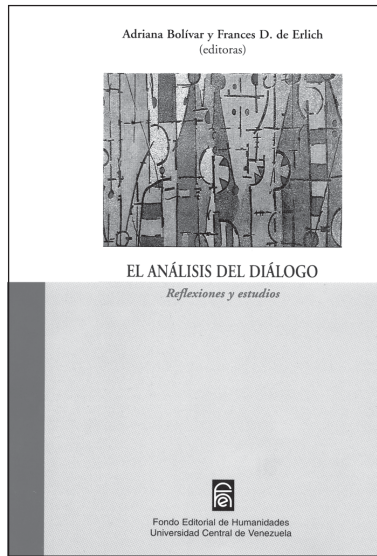 Adriana Bolívar y Frances D. de Erlich
(editoras)
EL ANÁLISIS DEL DIÁLOGO
Reflexiones y estudios
Fondo Editorial de Humanidades
Universidad Central de Venezuela